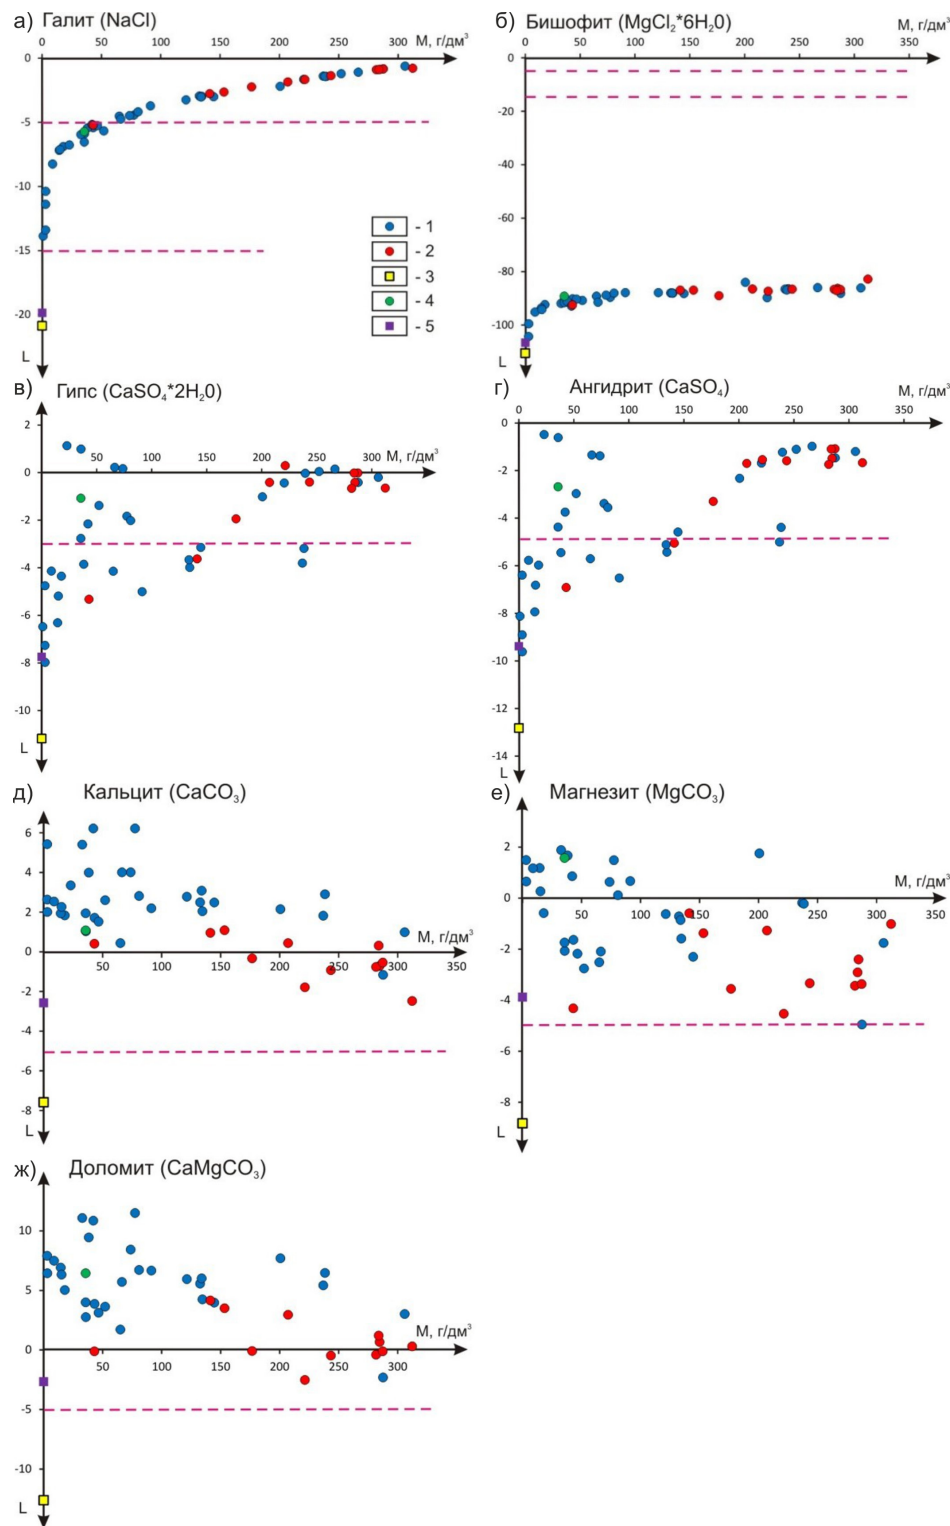 а) Галит (NaCl)
0 50 100 150 200 250 300 М, г/дм³
0
-5
-10
-15
-20
L
- 1
- 2
- 3
- 4
- 5
б) Бишофит (MgCl₂*6H₂0)
М, г/дм³
0 50 100 150 200 250 300 350
0
-20
-40
-60
-80
-100
L
в) Гипс (CaSO₄*2H₂0)
2
0
50 100 150 200 250 300 М, г/дм³
-2
-4
-6
-8
-10
L
г) Ангидрит (CaSO₄)
М, г/дм³
0 50 100 150 200 250 300 350
0
-2
-4
-6
-8
-10
-12
-14
L
д) Кальцит (CaCO₃)
6
4
2
0
М, г/дм³
50 100 150 200 250 300 350
-2
-4
-6
-8
L
е) Магнезит (MgCO₃)
2
0
М, г/дм³
50 100 150 200 250 300 350
-2
-4
-6
-8
L
ж) Доломит (CaMgCO₃)
10
5
0
М, г/дм³
50 100 150 200 250 300
-5
-10
L